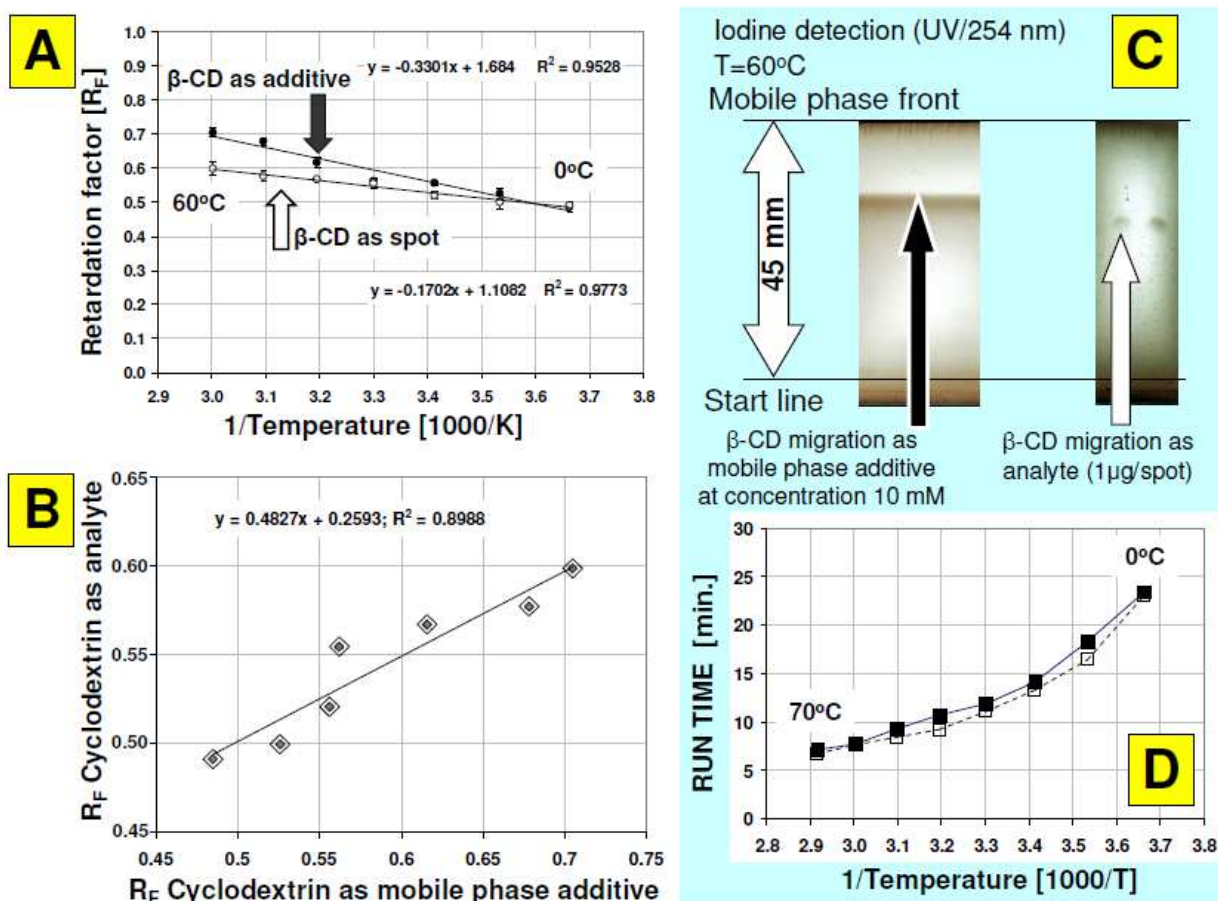 A
y = -0.3301x + 1.684 R² = 0.9526
β-CD as additive
0°C
60°C
β-CD as spot
y = -0.1702x + 1.1082 R² = 0.9773
Retardation factor [R_F]
1.0
0.9
0.8
0.7
0.6
0.5
0.4
0.3
0.2
0.1
0.0
2.9 3.0 3.1 3.2 3.3 3.4 3.5 3.6 3.7 3.8
1/Temperature [1000/K]
B
y = 0.4827x + 0.2593; R² = 0.8988
R_F Cyclodextrin as analyte
0.65
0.60
0.55
0.50
0.45
0.45 0.5 0.55 0.6 0.65 0.7 0.75
R_F Cyclodextrin as mobile phase additive
C
Iodine detection (UV/254 nm)
T=60°C
Mobile phase front
45 mm
Start line
β-CD migration as
mobile phase additive
at concentration 10 mM
β-CD migration as
analyte (1µg/spot)
RUN TIME [min.]
30
25
20
15
10
5
0
0°C
70°C
D
2.8 2.9 3.0 3.1 3.2 3.3 3.4 3.5 3.6 3.7 3.8
1/Temperature [1000/T]